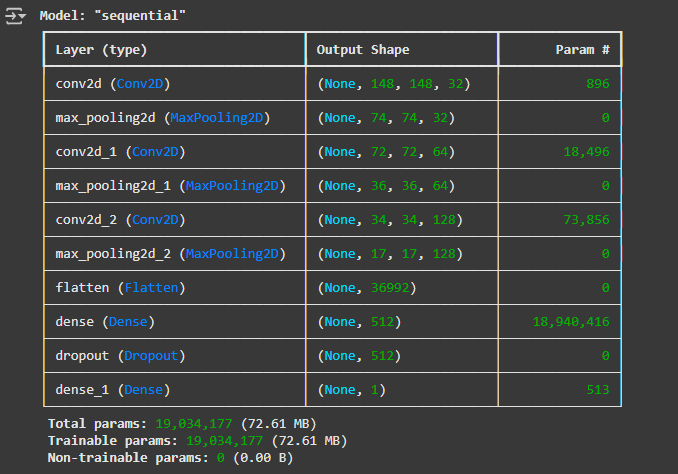 Model: "sequential"
Layer (type) Output Shape Param #
conv2d (Conv2D) (None, 148, 148, 32) 896
max_pooling2d (MaxPooling2D) (None, 74, 74, 32) 0
conv2d_1 (Conv2D) (None, 72, 72, 64) 18,496
max_pooling2d_1 (MaxPooling2D) (None, 36, 36, 64) 0
conv2d_2 (Conv2D) (None, 34, 34, 128) 73,856
max_pooling2d_2 (MaxPooling2D) (None, 17, 17, 128) 0
flatten (Flatten) (None, 36992) 0
dense (Dense) (None, 512) 18,940,416
dropout (Dropout) (None, 512) 0
dense_1 (Dense) (None, 1) 513
Total params: 19,034,177 (72.61 MB)
Trainable params: 19,034,177 (72.61 MB)
Non-trainable params: 0 (0.00 B)